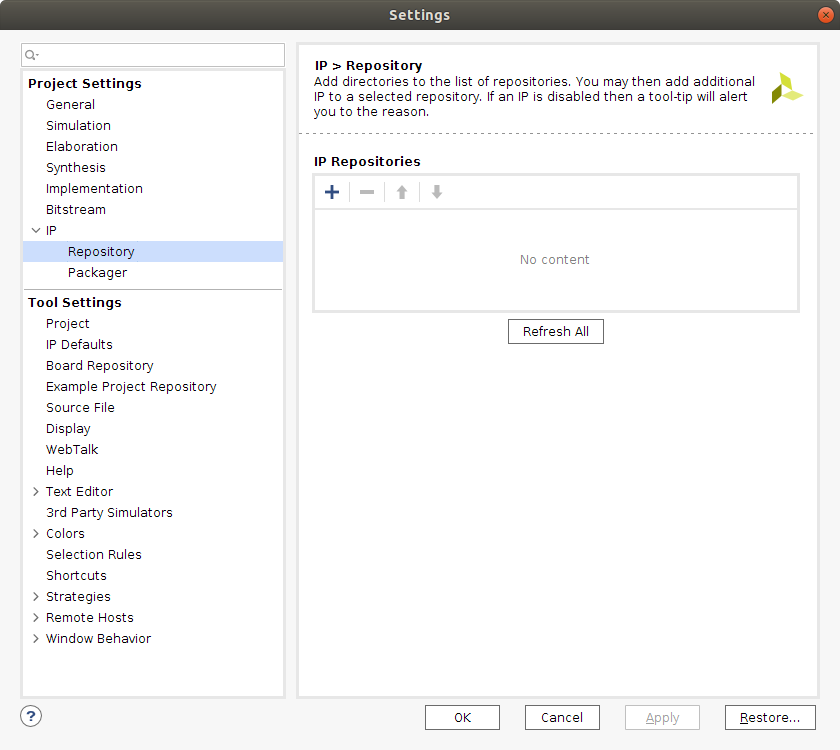 Settings
Project Settings
General
Simulation
Elaboration
Synthesis
Implementation
Bitstream
IP
Repository
Packager
Tool Settings
Project
IP Defaults
Board Repository
Example Project Repository
Source File
Display
WebTalk
Help
Text Editor
3rd Party Simulators
Colors
Selection Rules
Shortcuts
Strategies
Remote Hosts
Window Behavior
IP > Repository
Add directories to the list of repositories. You may then add additional
IP to a selected repository. If an IP is disabled then a tool-tip will alert
you to the reason.
IP Repositories
No content
Refresh All
?
OK
Cancel
Apply
Restore...